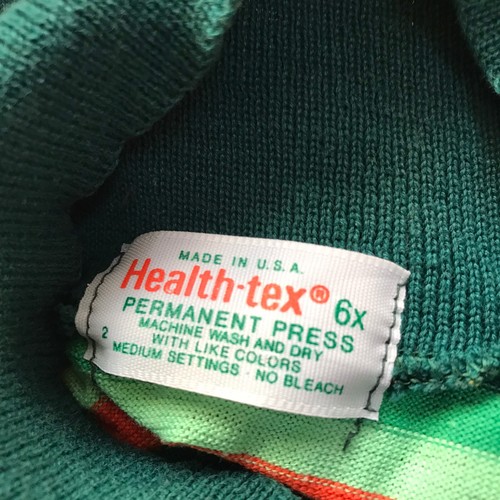 MADE IN U.S.A.
Health-tex® 6x
PERMANENT PRESS
MACHINE WASH AND DRY
WITH LIKE COLORS
2 MEDIUM SETTINGS - NO BLEACH